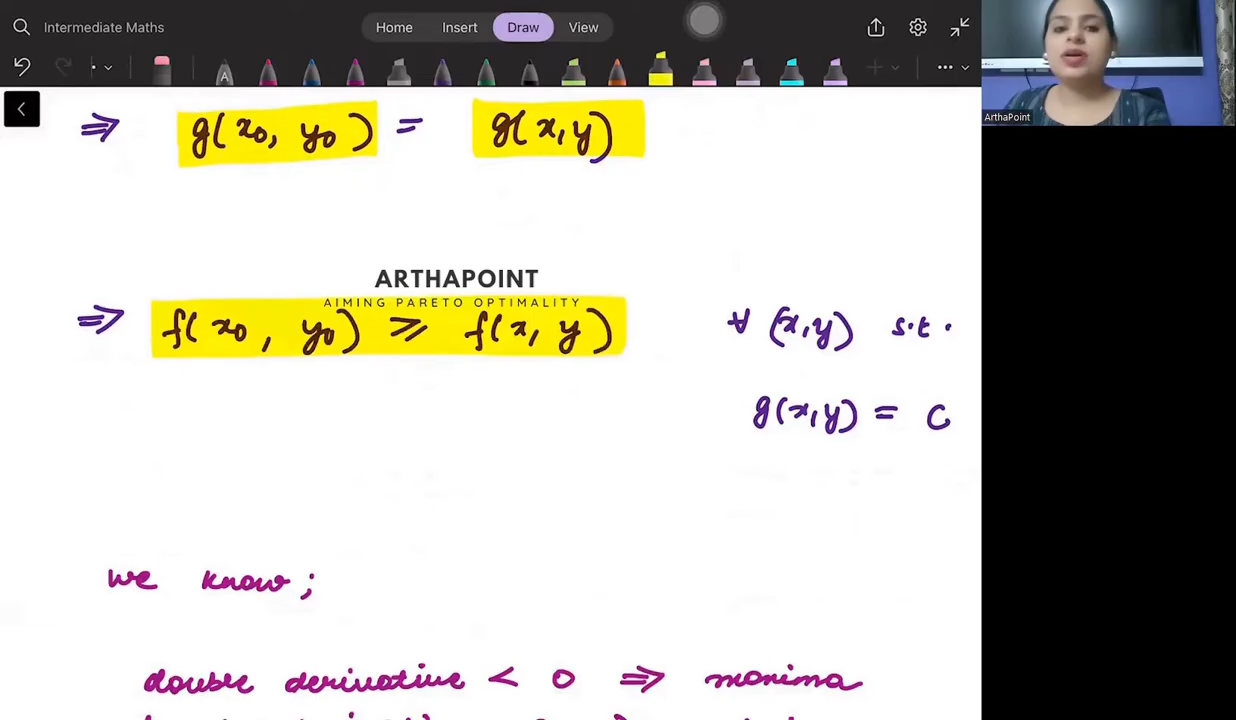 Intermediate Maths
Home Insert Draw View
ArthaPoint
⇒ g(x₀, y₀) = g(x,y)
ARTHAPOINT
AIMING PARETO OPTIMALITY
⇒ f(x₀, y₀) ⩾ f(x, y) ∀ (x,y) s.t.
g(x,y) = C
we know;
double derivative < 0 ⇒ maxima